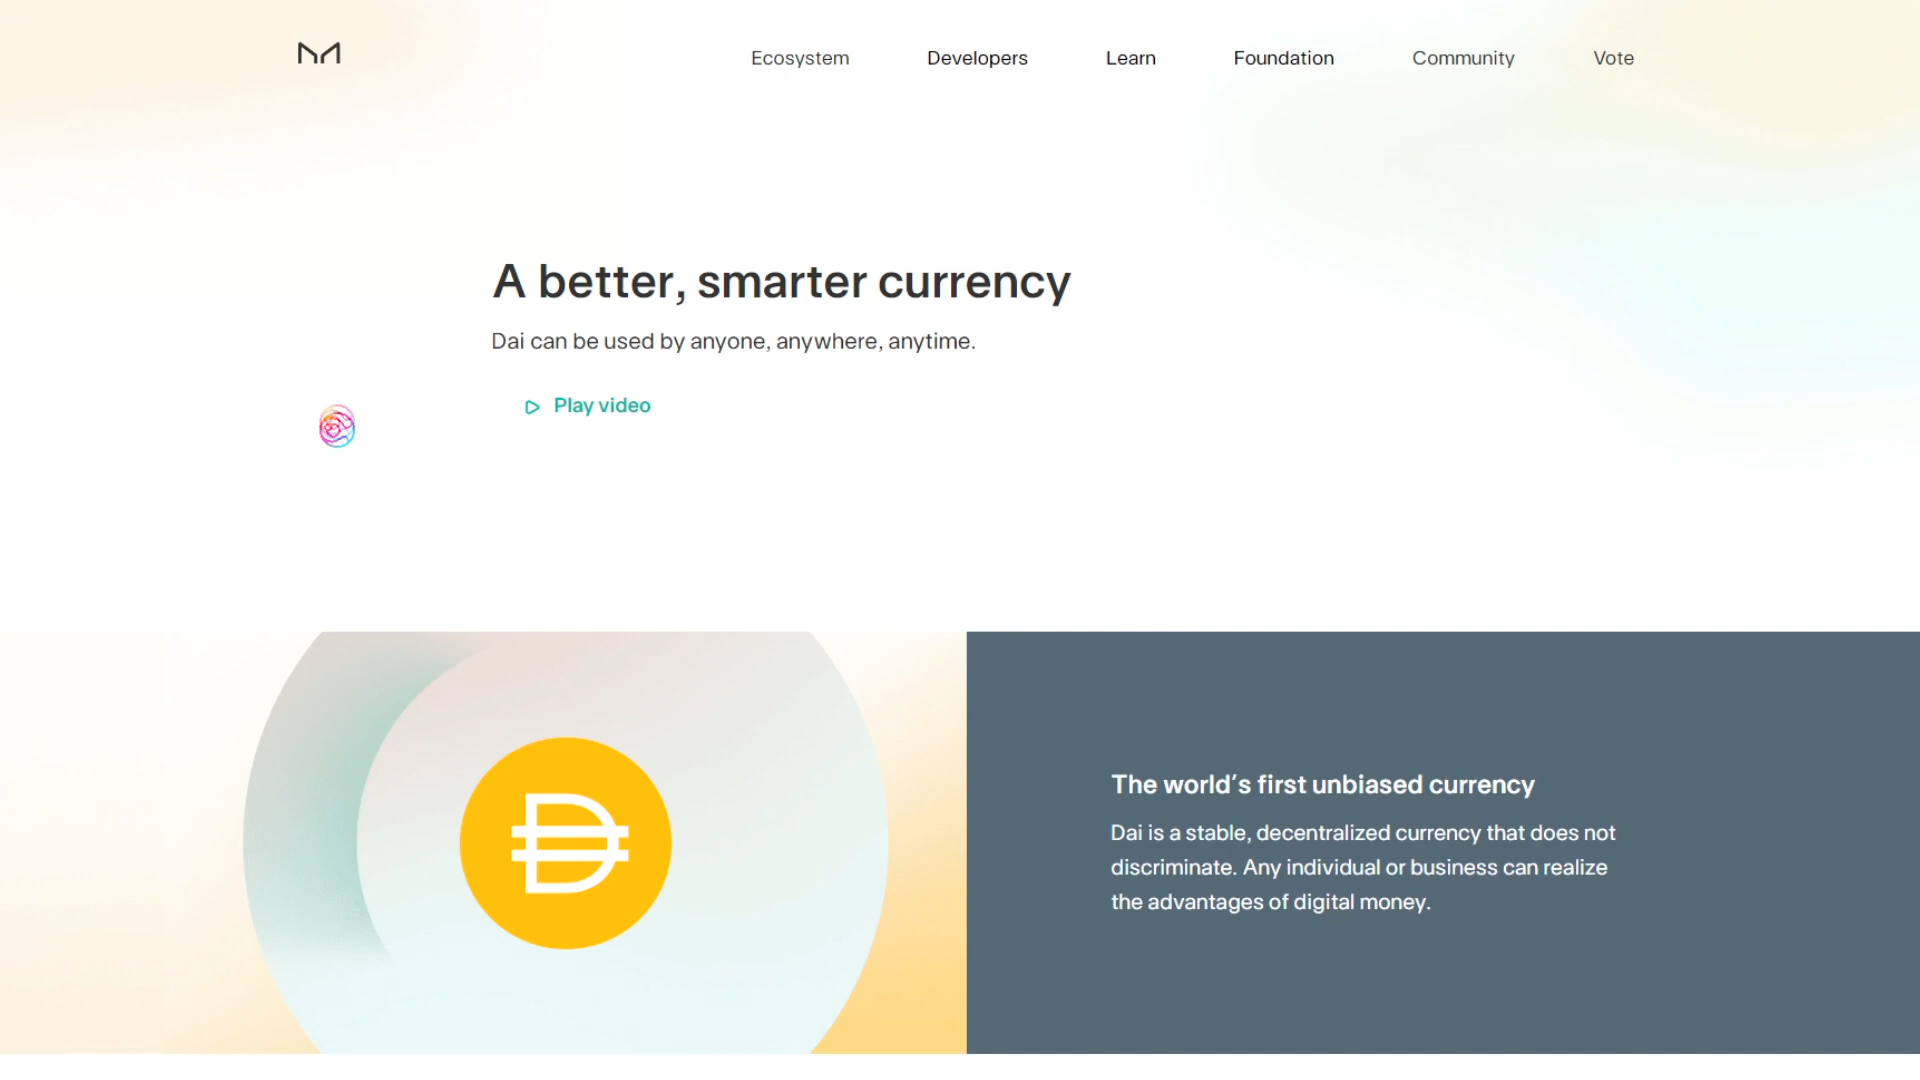 Ecosystem Developers Learn Foundation Community Vote
A better, smarter currency
Dai can be used by anyone, anywhere, anytime.
Play video
The world's first unbiased currency
Dai is a stable, decentralized currency that does not
discriminate. Any individual or business can realize
the advantages of digital money.